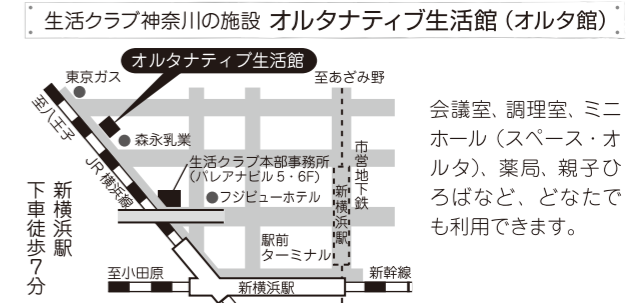 生活クラブ神奈川の施設 オルタナティブ生活館（オルタ館）
オルタナティブ生活館
東京ガス
至あざみ野
至八王子
森永乳業
JR横浜線
生活クラブ本部事務所
（パレアナビル5・6F）
フジビューホテル
市営地下鉄
新横浜駅
駅前
ターミナル
新横浜駅
下車徒歩7分
至小田原
新横浜駅
新幹線
会議室、調理室、ミニ
ホール（スペース・オ
ルタ）、薬局、親子ひ
ろばなど、どなたで
も利用できます。